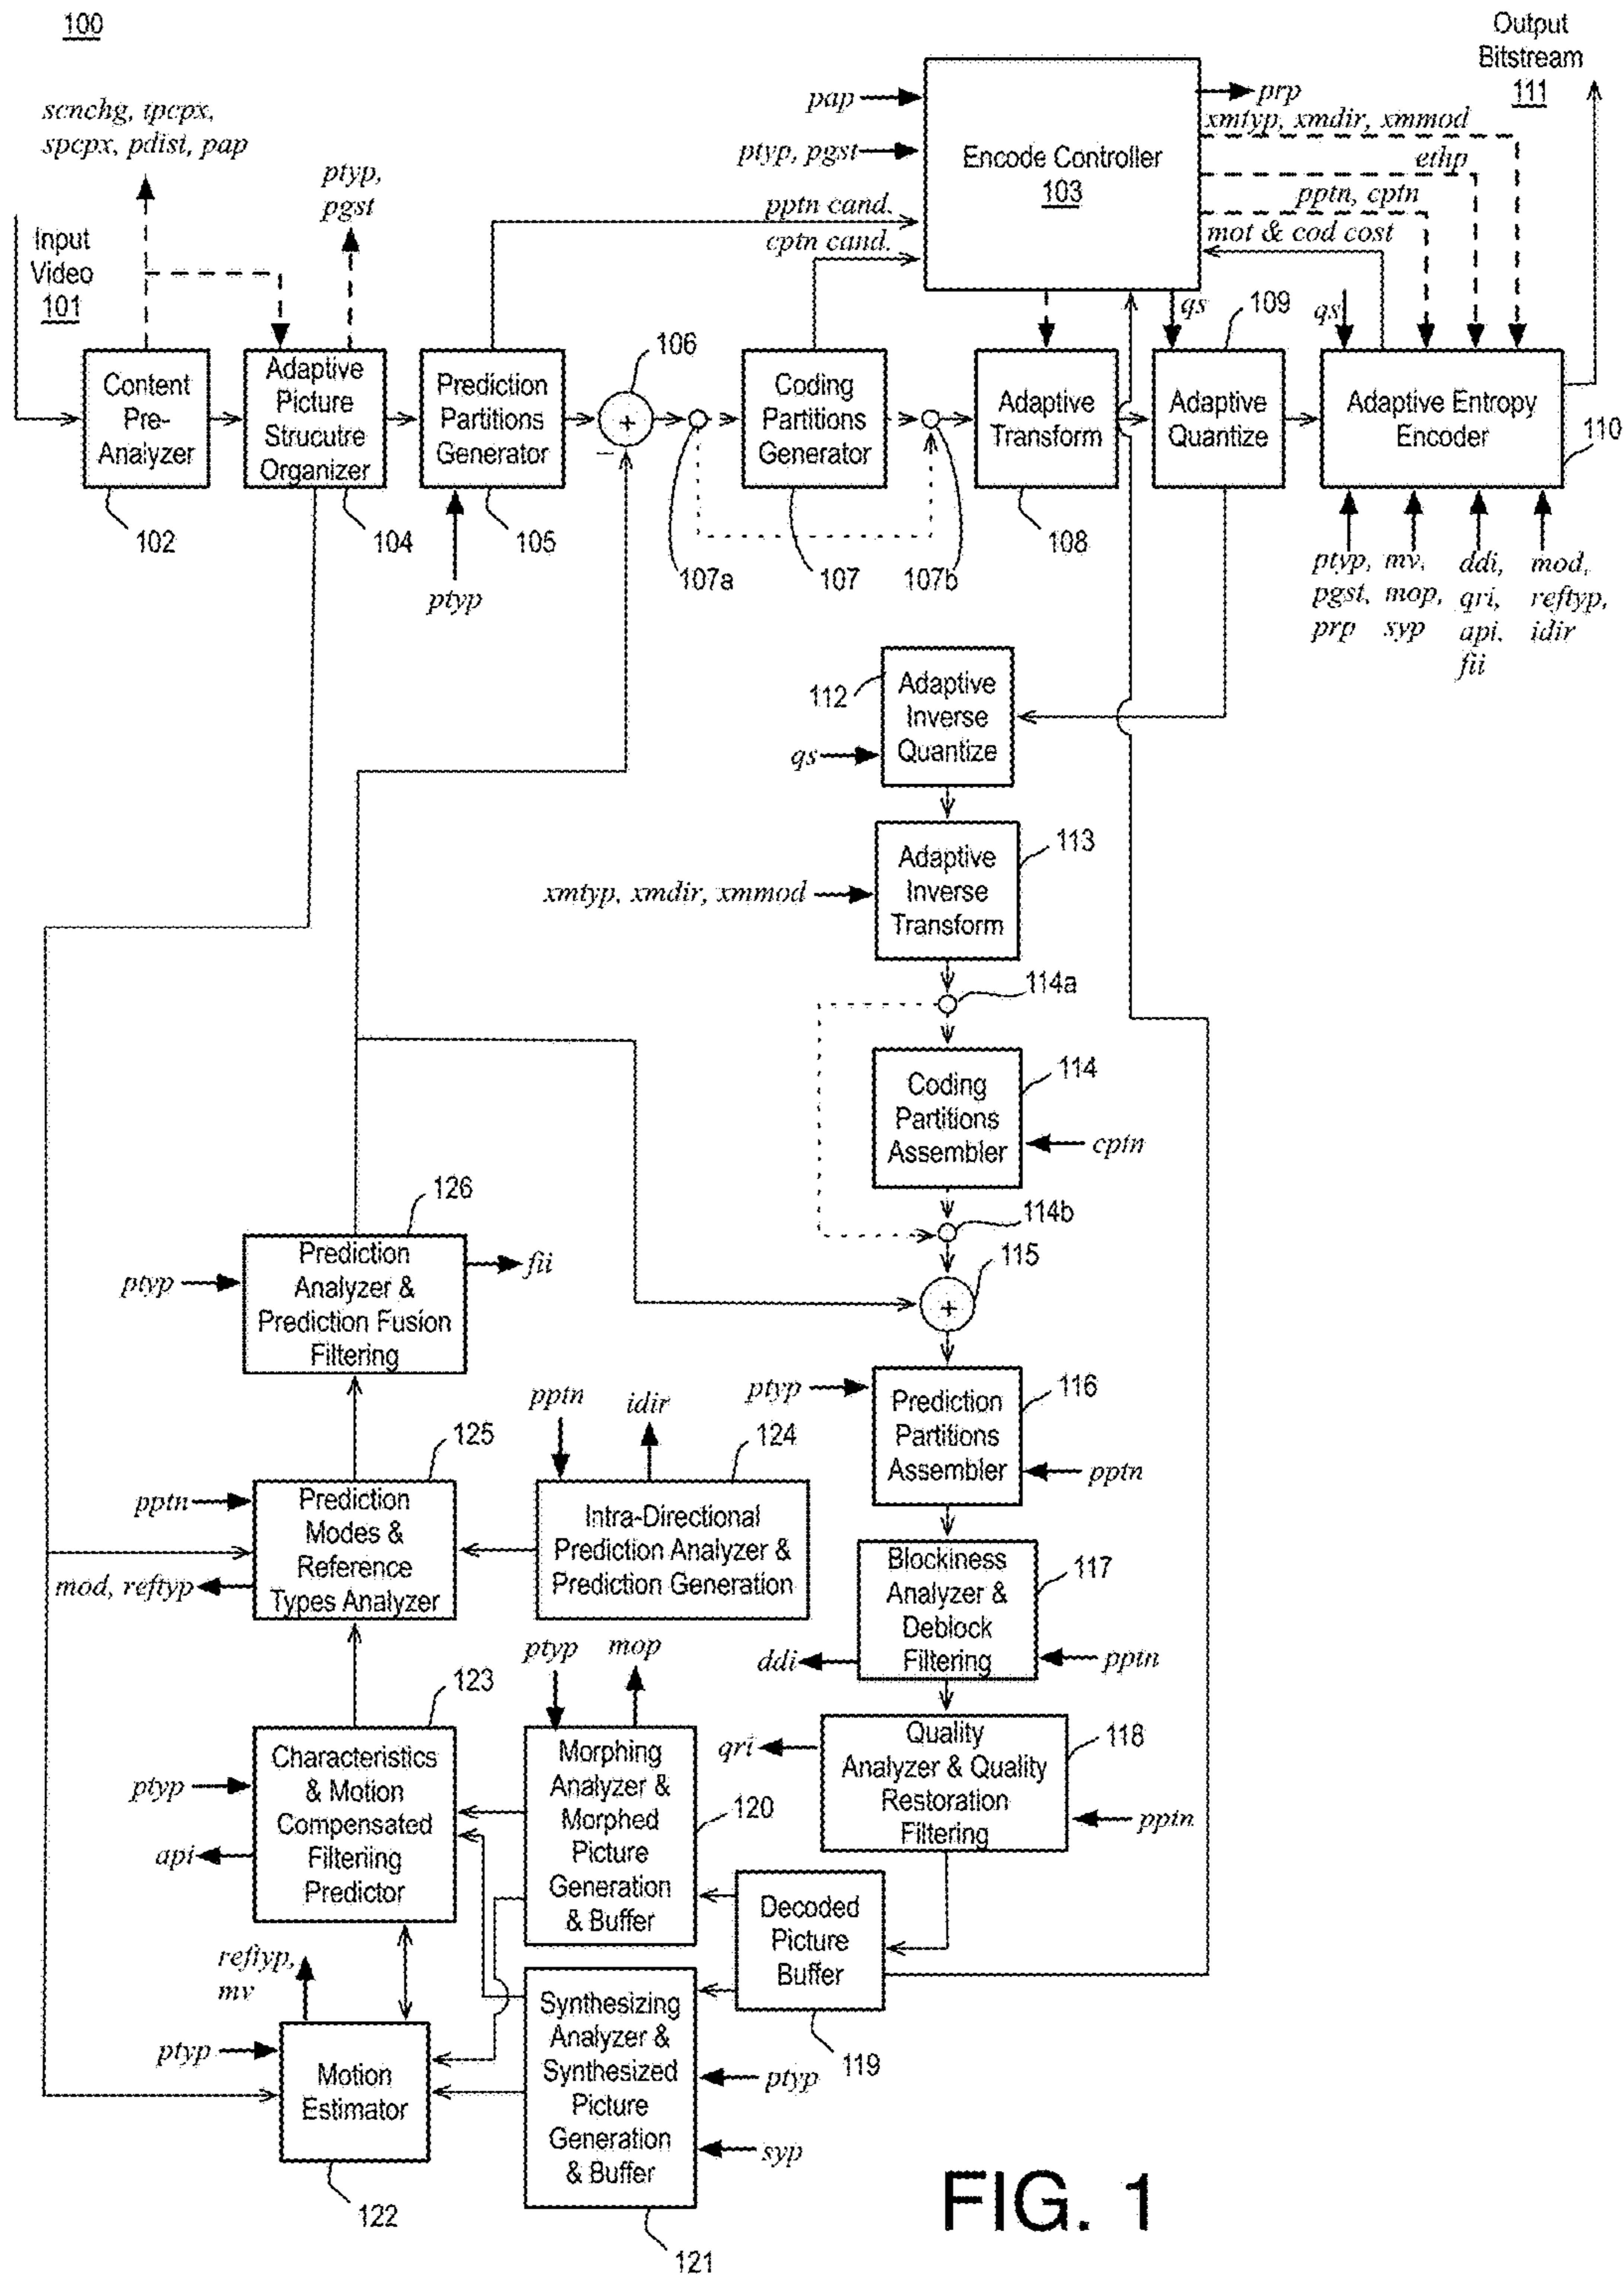 100
Output
Bitstream
111
scnchg, ipcpx,
spcpx, pdist, pap
ptyp,
pgst
Input
Video
101
pap
ptyp, pgst
pptn cand.
cptn cand.
Encode Controller
103
prp
xmtyp, xmdir, xmmod
ethp
pptn, cptn
mot & cod cost
qs
109
qs
Content
Pre-
Analyzer
102
Adaptive
Picture
Strucutre
Organizer
104
Prediction
Partitions
Generator
105
ptyp
106
+
−
107a
Coding
Partitions
Generator
107
107b
Adaptive
Transform
108
Adaptive
Quantize
Adaptive Entropy
Encoder
110
ptyp,
pgst,
prp
mv,
mop,
syp
ddi,
qri,
api,
fii
mod,
reftyp,
idir
112
Adaptive
Inverse
Quantize
qs
113
Adaptive
Inverse
Transform
xmtyp, xmdir, xmmod
114a
114
Coding
Partitions
Assembler
cptn
114b
115
+
126
Prediction
Analyzer &
Prediction Fusion
Filtering
ptyp
fii
ptyp
116
Prediction
Partitions
Assembler
pptn
125
pptn
Prediction
Modes &
Reference
Types Analyzer
mod, reftyp
pptn
idir
124
Intra-Directional
Prediction Analyzer &
Prediction Generation
117
Blockiness
Analyzer &
Deblock
Filtering
ddi
pptn
123
Characteristics
& Motion
Compensated
Filteriing
Predictor
ptyp
api
ptyp
mop
Morphing
Analyzer &
Morphed
Picture
Generation
& Buffer
120
qri
Quality
Analyzer & Quality
Restoration
Filtering
118
pptn
Decoded
Picture
Buffer
119
reftyp,
mv
ptyp
Motion
Estimator
122
Synthesizing
Analyzer &
Synthesized
Picture
Generation
& Buffer
121
ptyp
syp
FIG. 1